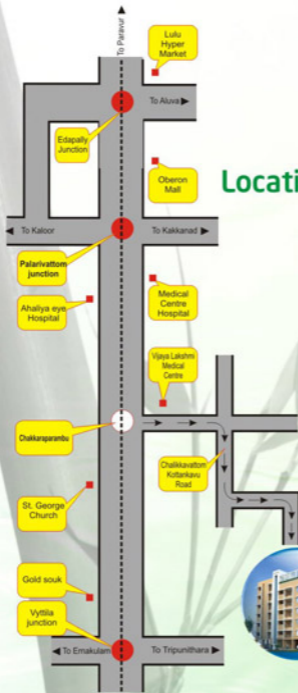 To Paravur
Lulu
Hyper
Market
To Aluva
Edapally
Junction
Oberon
Mall
Locati
To Kaloor
To Kakkanad
Palarivattom
junction
Ahaliya eye
Hospital
Medical
Centre
Hospital
Vijaya Lakshmi
Medical
Centre
Chakkaraparambu
Chalikkavattom
Kottankavu
Road
St. George
Church
Gold souk
Vyttila
junction
To Ernakulam
To Tripunithara